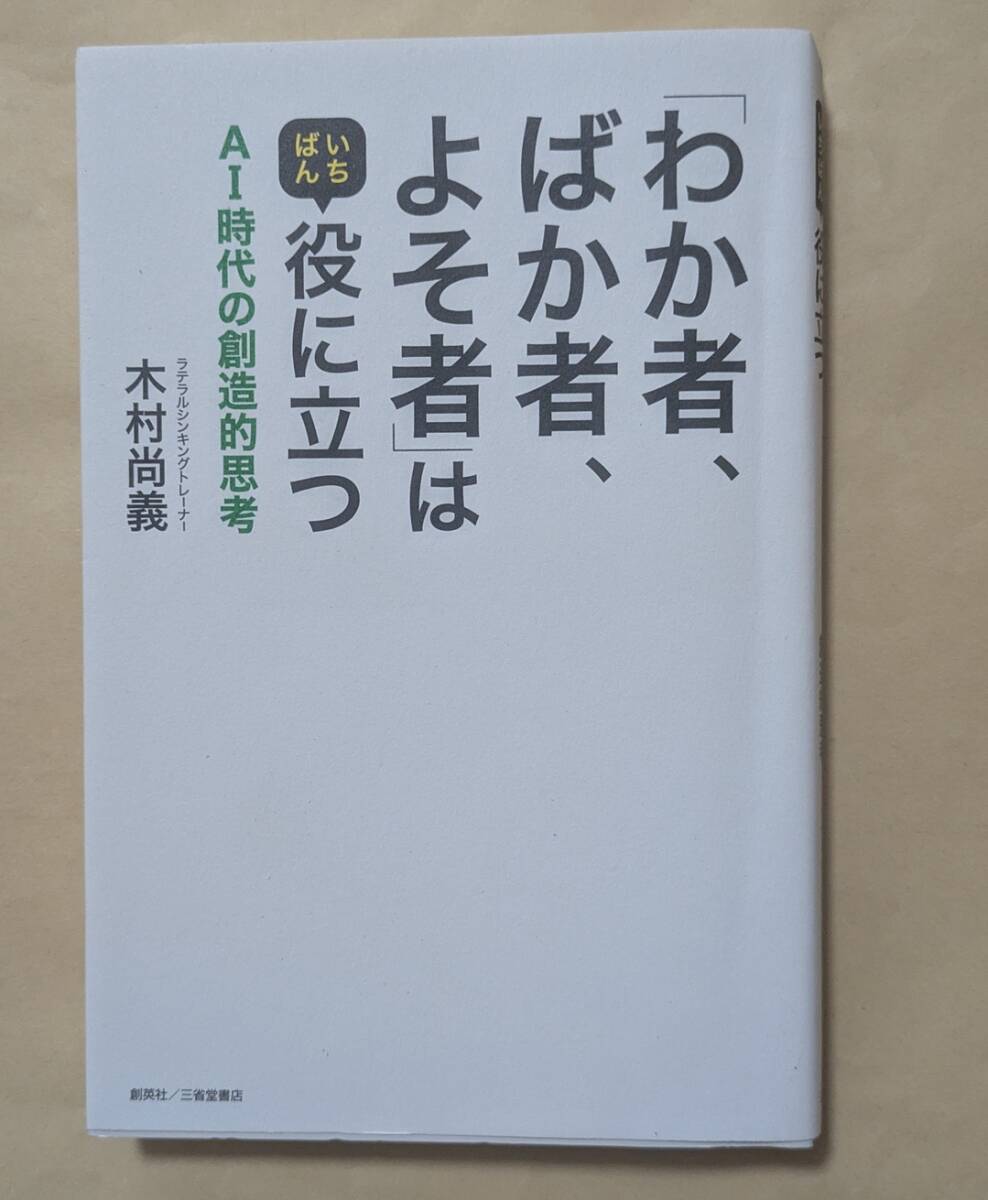 「わか者、
ばか者、
よそ者」は
いち
ばん
役に立つ
AI時代の創造的思考
ラテラルシンキングトレーナー
木村尚義
創英社／三省堂書店